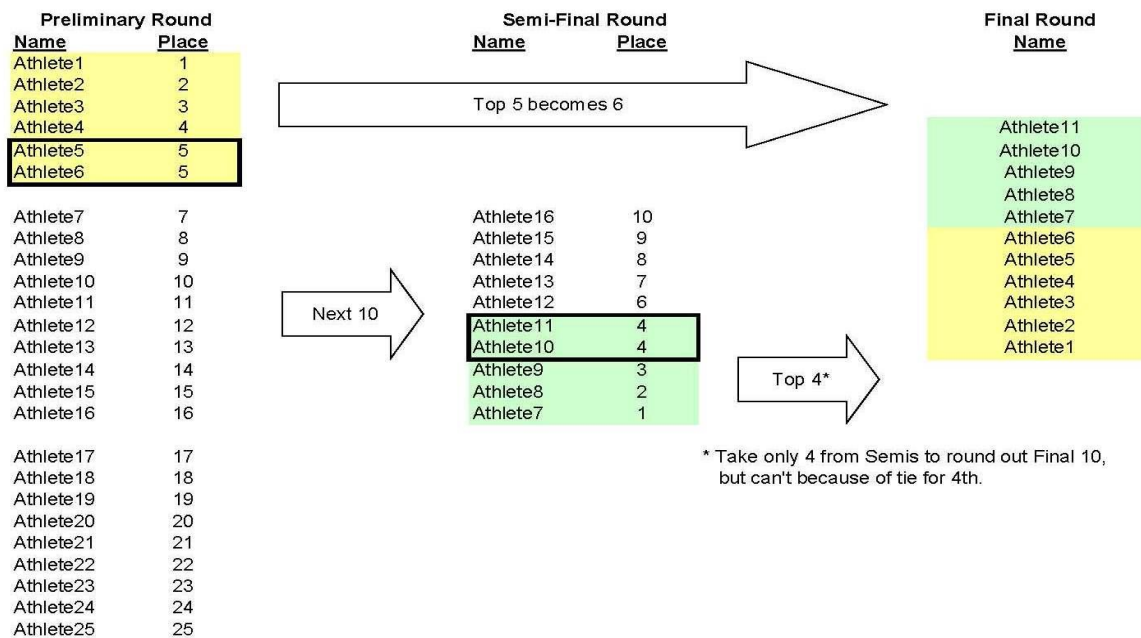 Preliminary Round
Name Place
Athlete1 1
Athlete2 2
Athlete3 3
Athlete4 4
Athlete5 5
Athlete6 5
Athlete7 7
Athlete8 8
Athlete9 9
Athlete10 10
Athlete11 11
Athlete12 12
Athlete13 13
Athlete14 14
Athlete15 15
Athlete16 16
Athlete17 17
Athlete18 18
Athlete19 19
Athlete20 20
Athlete21 21
Athlete22 22
Athlete23 23
Athlete24 24
Athlete25 25
Top 5 becomes 6
Next 10
Semi-Final Round
Name Place
Athlete16 10
Athlete15 9
Athlete14 8
Athlete13 7
Athlete12 6
Athlete11 4
Athlete10 4
Athlete9 3
Athlete8 2
Athlete7 1
Top 4*
* Take only 4 from Semis to round out Final 10,
but can't because of tie for 4th.
Final Round
Name
Athlete11
Athlete10
Athlete9
Athlete8
Athlete7
Athlete6
Athlete5
Athlete4
Athlete3
Athlete2
Athlete1